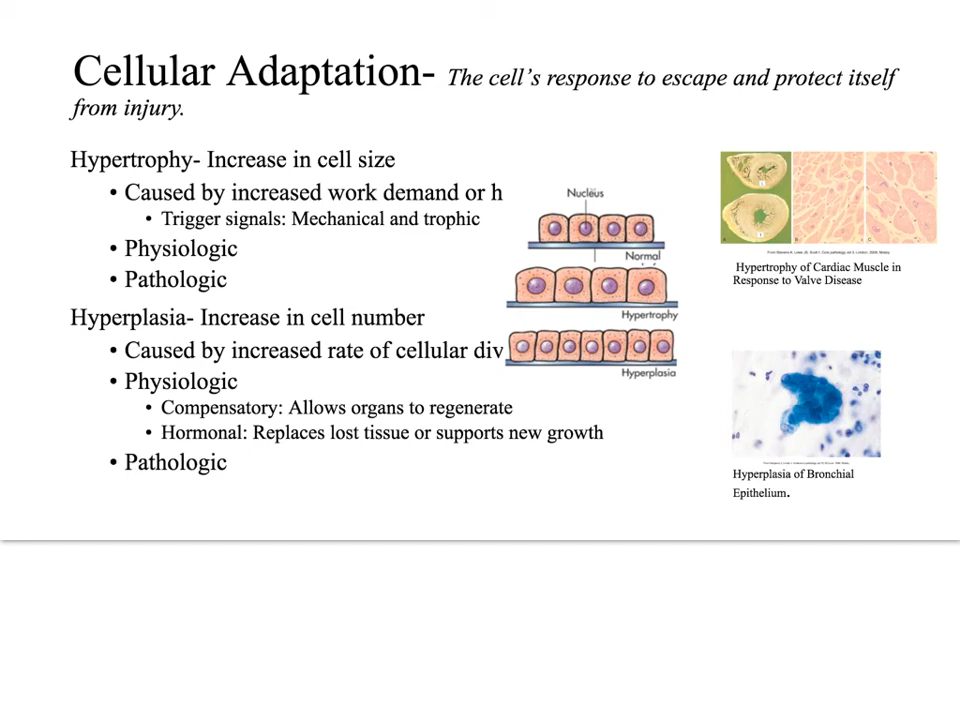 Cellular Adaptation- The cell's response to escape and protect itself
from injury.
Hypertrophy- Increase in cell size
• Caused by increased work demand or h
• Trigger signals: Mechanical and trophic
• Physiologic
• Pathologic
Hyperplasia- Increase in cell number
• Caused by increased rate of cellular div
• Physiologic
• Compensatory: Allows organs to regenerate
• Hormonal: Replaces lost tissue or supports new growth
• Pathologic
Nucleus
Normal
Hypertrophy
Hyperplasia
Hypertrophy of Cardiac Muscle in
Response to Valve Disease
Hyperplasia of Bronchial
Epithelium.